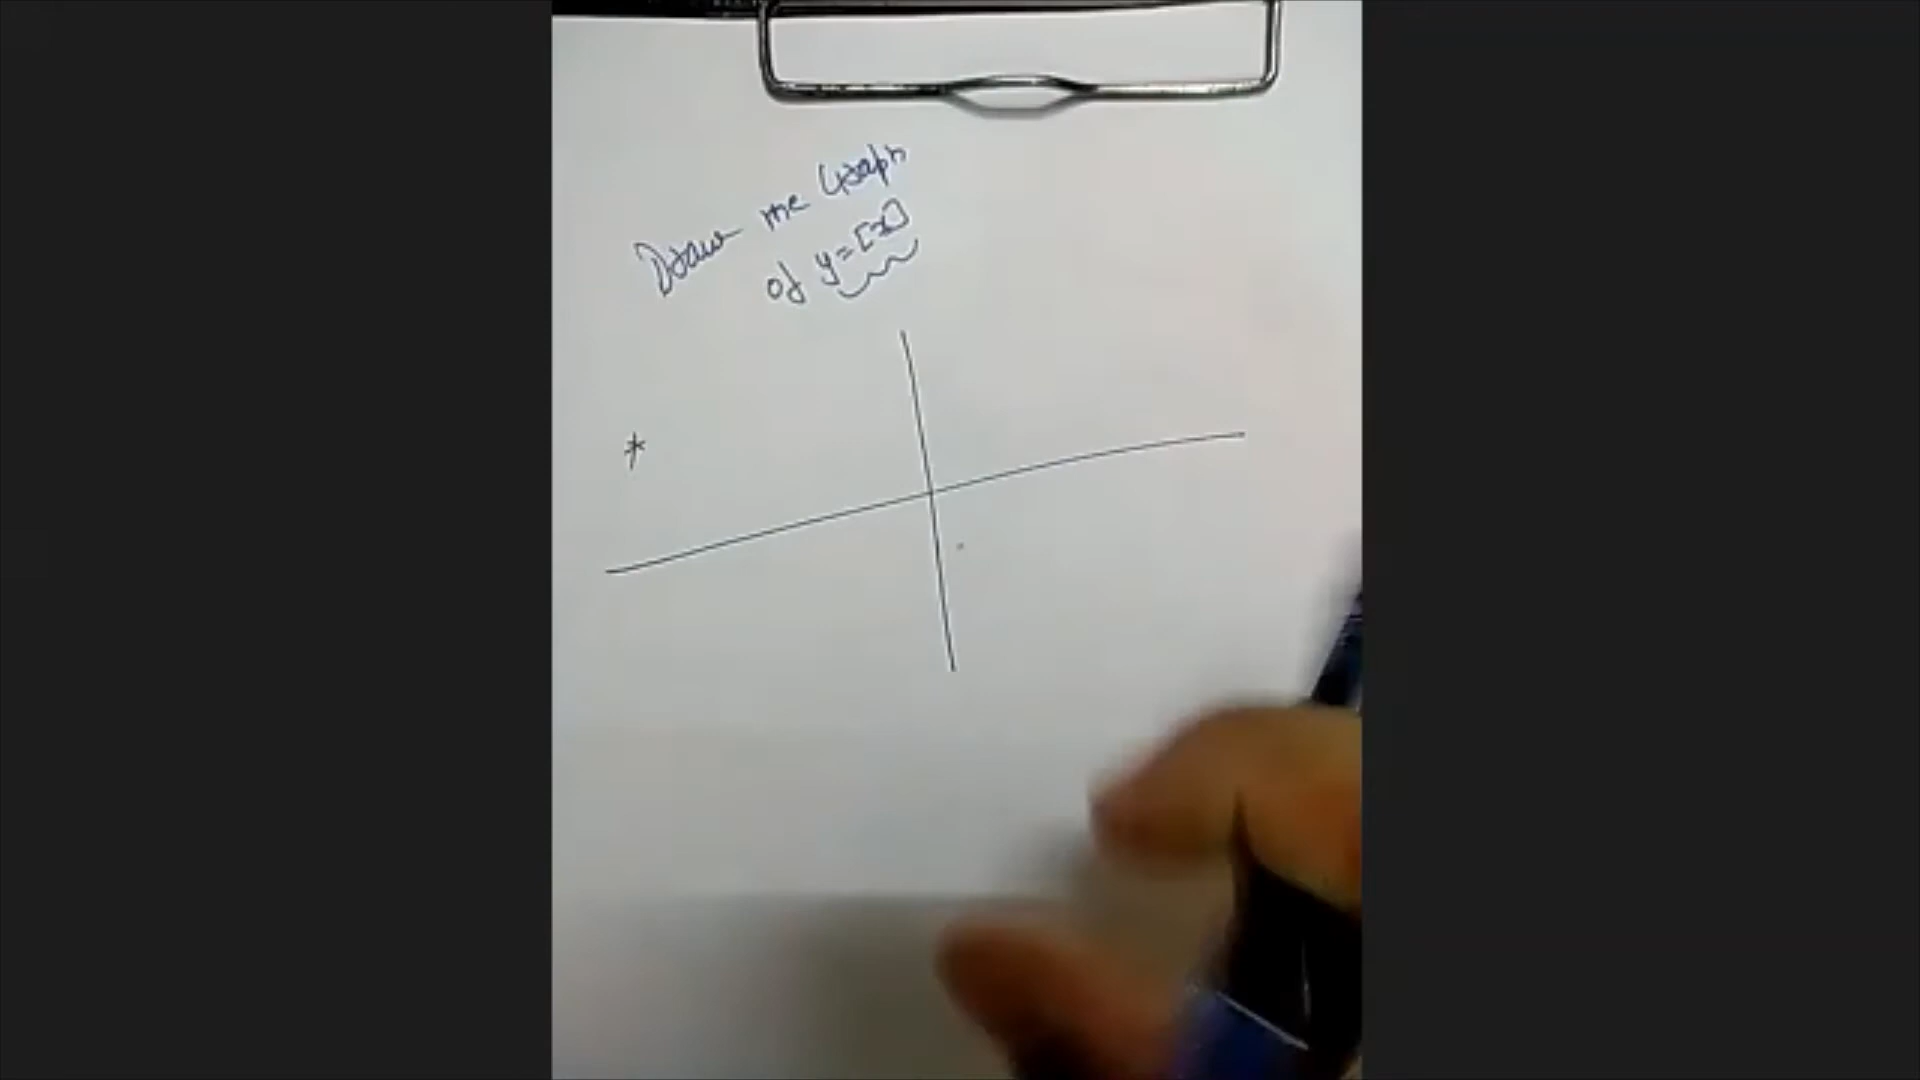 Draw the Graph
of y=[x]
*